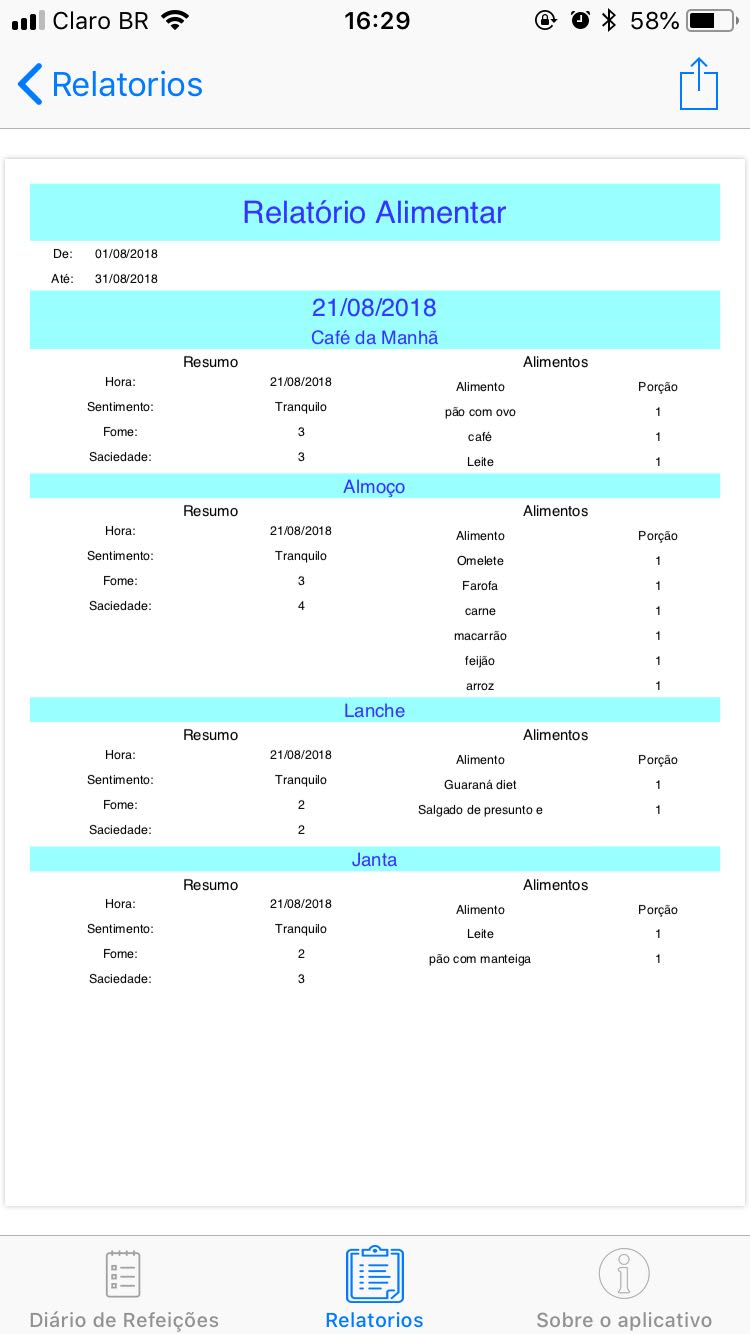 Claro BR 16:29 58%
Relatorios
Relatório Alimentar
De: 01/08/2018
Até: 31/08/2018
21/08/2018
Café da Manhã
Resumo Alimentos
Hora: 21/08/2018 Alimento Porção
Sentimento: Tranquilo pão com ovo 1
Fome: 3 café 1
Saciedade: 3 Leite 1
Almoço
Resumo Alimentos
Hora: 21/08/2018 Alimento Porção
Sentimento: Tranquilo Omelete 1
Fome: 3 Farofa 1
Saciedade: 4 carne 1
macarrão 1
feijão 1
arroz 1
Lanche
Resumo Alimentos
Hora: 21/08/2018 Alimento Porção
Sentimento: Tranquilo Guaraná diet 1
Fome: 2 Salgado de presunto e 1
Saciedade: 2
Janta
Resumo Alimentos
Hora: 21/08/2018 Alimento Porção
Sentimento: Tranquilo Leite 1
Fome: 2 pão com manteiga 1
Saciedade: 3
Diário de Refeições Relatorios Sobre o aplicativo